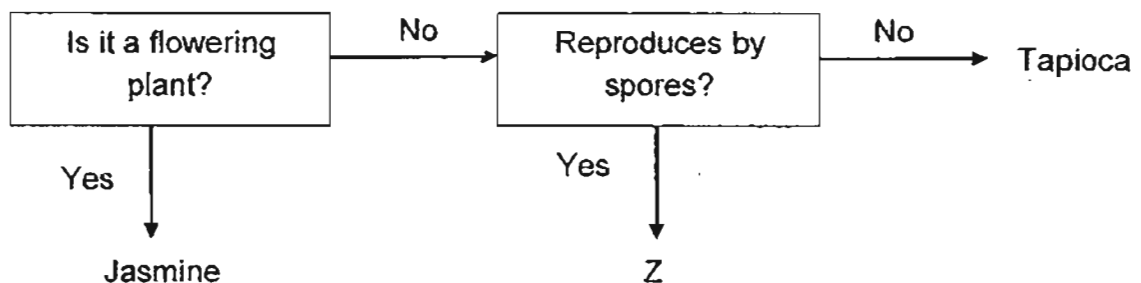 Is it a flowering
plant?
No
Reproduces by
spores?
No
Tapioca
Yes
Jasmine
Yes
Z